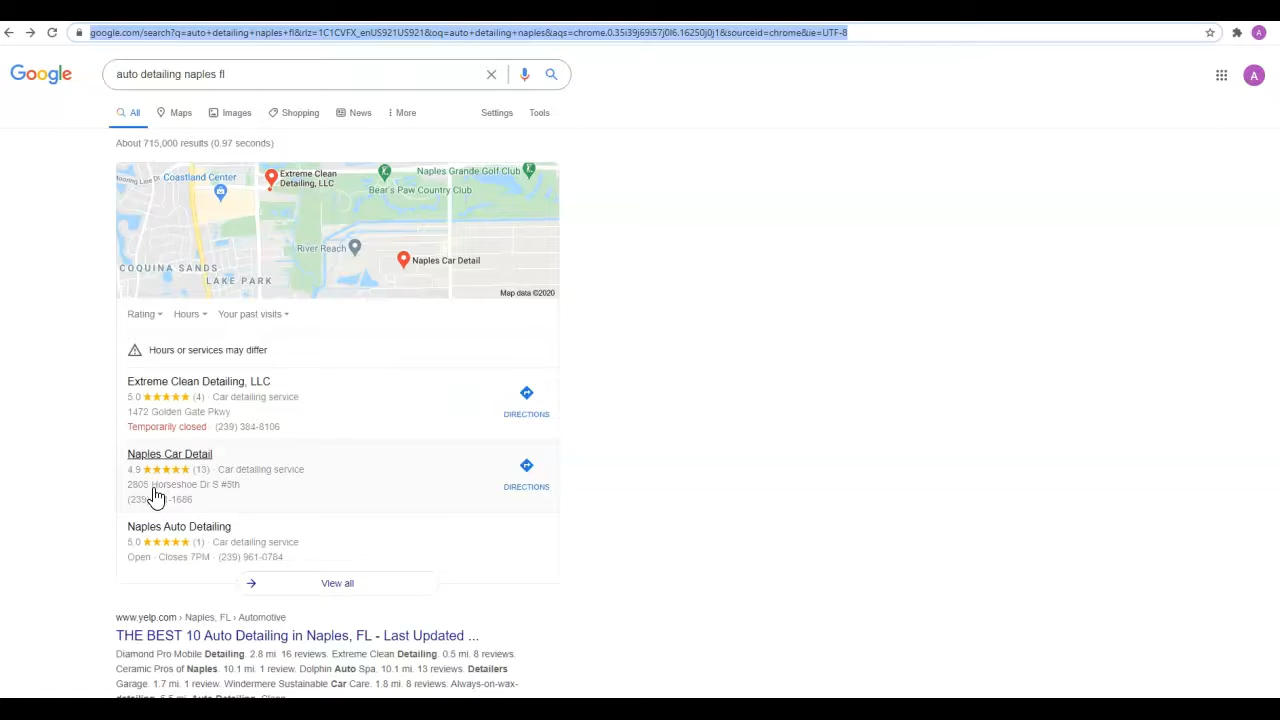 google.com/search?q=auto+detailing+naples+fl&rlz=1C1CVFX_enUS921US921&oq=auto+detailing+naples&aqs=chrome.0.35i39j69i57j0l6.16250j0j1&sourceid=chrome&ie=UTF-8
A
Google
auto detailing naples fl
A
All Maps Images Shopping News More Settings Tools
About 715,000 results (0.97 seconds)
Coastland Center
Extreme Clean
Detailing, LLC
Naples Grande Golf Club
Bear's Paw Country Club
River Reach
Naples Car Detail
COQUINA SANDS
LAKE PARK
Map data ©2020
Rating Hours Your past visits
Hours or services may differ
Extreme Clean Detailing, LLC
5.0 (4) · Car detailing service
1472 Golden Gate Pkwy
Temporarily closed · (239) 384-8106
DIRECTIONS
Naples Car Detail
4.9 (13) · Car detailing service
2805 Horseshoe Dr S #5th
(239) -1686
DIRECTIONS
Naples Auto Detailing
5.0 (1) · Car detailing service
Open · Closes 7PM · (239) 961-0784
View all
www.yelp.com › Naples, FL › Automotive
THE BEST 10 Auto Detailing in Naples, FL - Last Updated ...
Diamond Pro Mobile Detailing. 2.8 mi. 16 reviews. Extreme Clean Detailing. 0.5 mi. 8 reviews.
Ceramic Pros of Naples. 10.1 mi. 1 review. Dolphin Auto Spa. 10.1 mi. 13 reviews. Detailers
Garage. 1.7 mi. 1 review. Windermere Sustainable Car Care. 1.8 mi. 8 reviews. Always-on-wax-